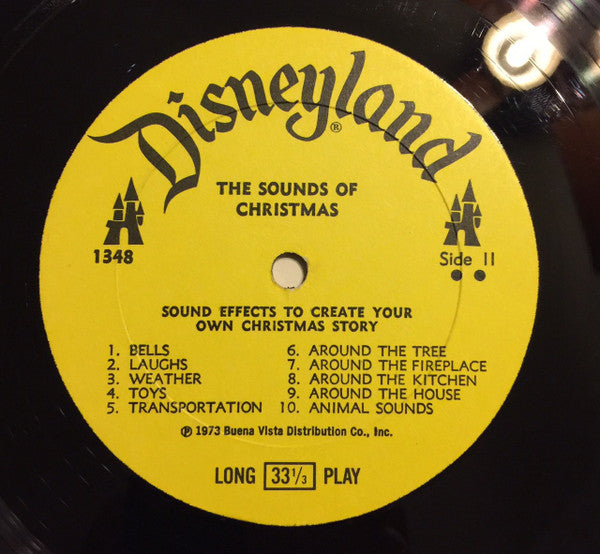 Disneyland®
THE SOUNDS OF
CHRISTMAS
1348
Side II
SOUND EFFECTS TO CREATE YOUR
OWN CHRISTMAS STORY
1. BELLS
2. LAUGHS
3. WEATHER
4. TOYS
5. TRANSPORTATION
6. AROUND THE TREE
7. AROUND THE FIREPLACE
8. AROUND THE KITCHEN
9. AROUND THE HOUSE
10. ANIMAL SOUNDS
℗ 1973 Buena Vista Distribution Co., Inc.
LONG 33 1/3 PLAY